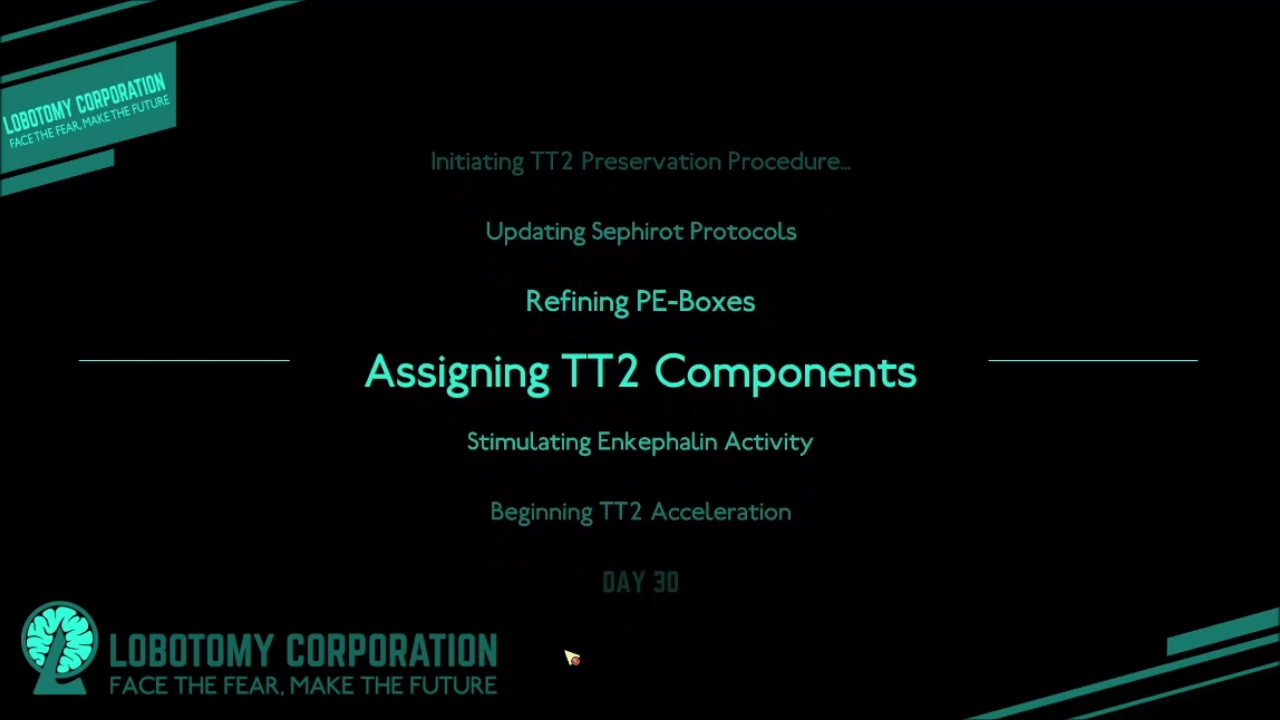 LOBOTOMY CORPORATION
FACE THE FEAR, MAKE THE FUTURE
Initiating TT2 Preservation Procedure...
Updating Sephirot Protocols
Refining PE-Boxes
Assigning TT2 Components
Stimulating Enkephalin Activity
Beginning TT2 Acceleration
DAY 30
LOBOTOMY CORPORATION
FACE THE FEAR, MAKE THE FUTURE